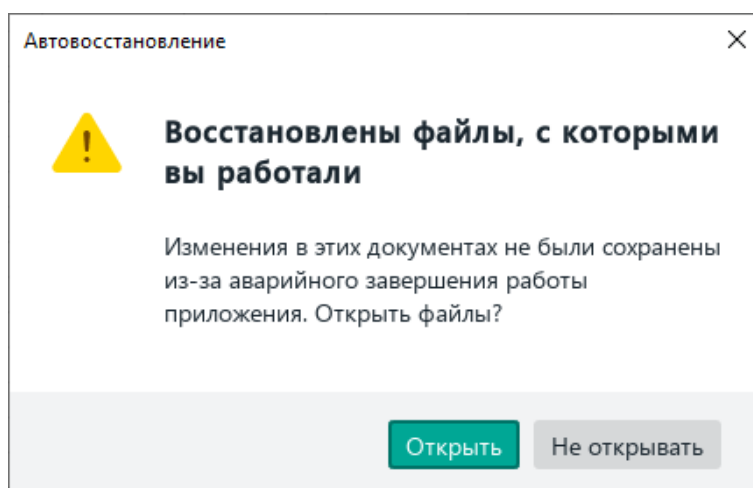 Автовосстановление
Восстановлены файлы, с которыми
вы работали
Изменения в этих документах не были сохранены
из-за аварийного завершения работы
приложения. Открыть файлы?
Открыть
Не открывать